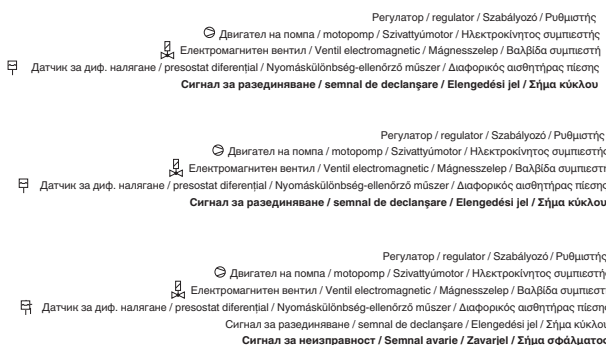 Регулатор / regulator / Szabályozó / Ρυθμιστής
Двигател на помпа / motopomp / Szivattyúmotor / Ηλεκτροκίνητος συμπιεστής
Електромагнитен вентил / Ventil electromagnetic / Mágnesszelep / Βαλβίδα συμπιεστή
Датчик за диф. налягане / presostat diferenţial / Nyomáskülönbség-ellenőrző műszer / Διαφορικός αισθητήρας πίεσης
Сигнал за разединяване / semnal de declanşare / Elengedési jel / Σήμα κύκλου
Регулатор / regulator / Szabályozó / Ρυθμιστής
Двигател на помпа / motopomp / Szivattyúmotor / Ηλεκτροκίνητος συμπιεστής
Електромагнитен вентил / Ventil electromagnetic / Mágnesszelep / Βαλβίδα συμπιεστή
Датчик за диф. налягане / presostat diferenţial / Nyomáskülönbség-ellenőrző műszer / Διαφορικός αισθητήρας πίεσης
Сигнал за разединяване / semnal de declanşare / Elengedési jel / Σήμα κύκλου
Регулатор / regulator / Szabályozó / Ρυθμιστής
Двигател на помпа / motopomp / Szivattyúmotor / Ηλεκτροκίνητος συμπιεστής
Електромагнитен вентил / Ventil electromagnetic / Mágnesszelep / Βαλβίδα συμπιεστή
Датчик за диф. налягане / presostat diferenţial / Nyomáskülönbség-ellenőrző műszer / Διαφορικός αισθητήρας πίεσης
Сигнал за разединяване / semnal de declanşare / Elengedési jel / Σήμα κύκλου
Сигнал за неизправност / Semnal avarie / Zavarjel / Σήμα σφάλματος